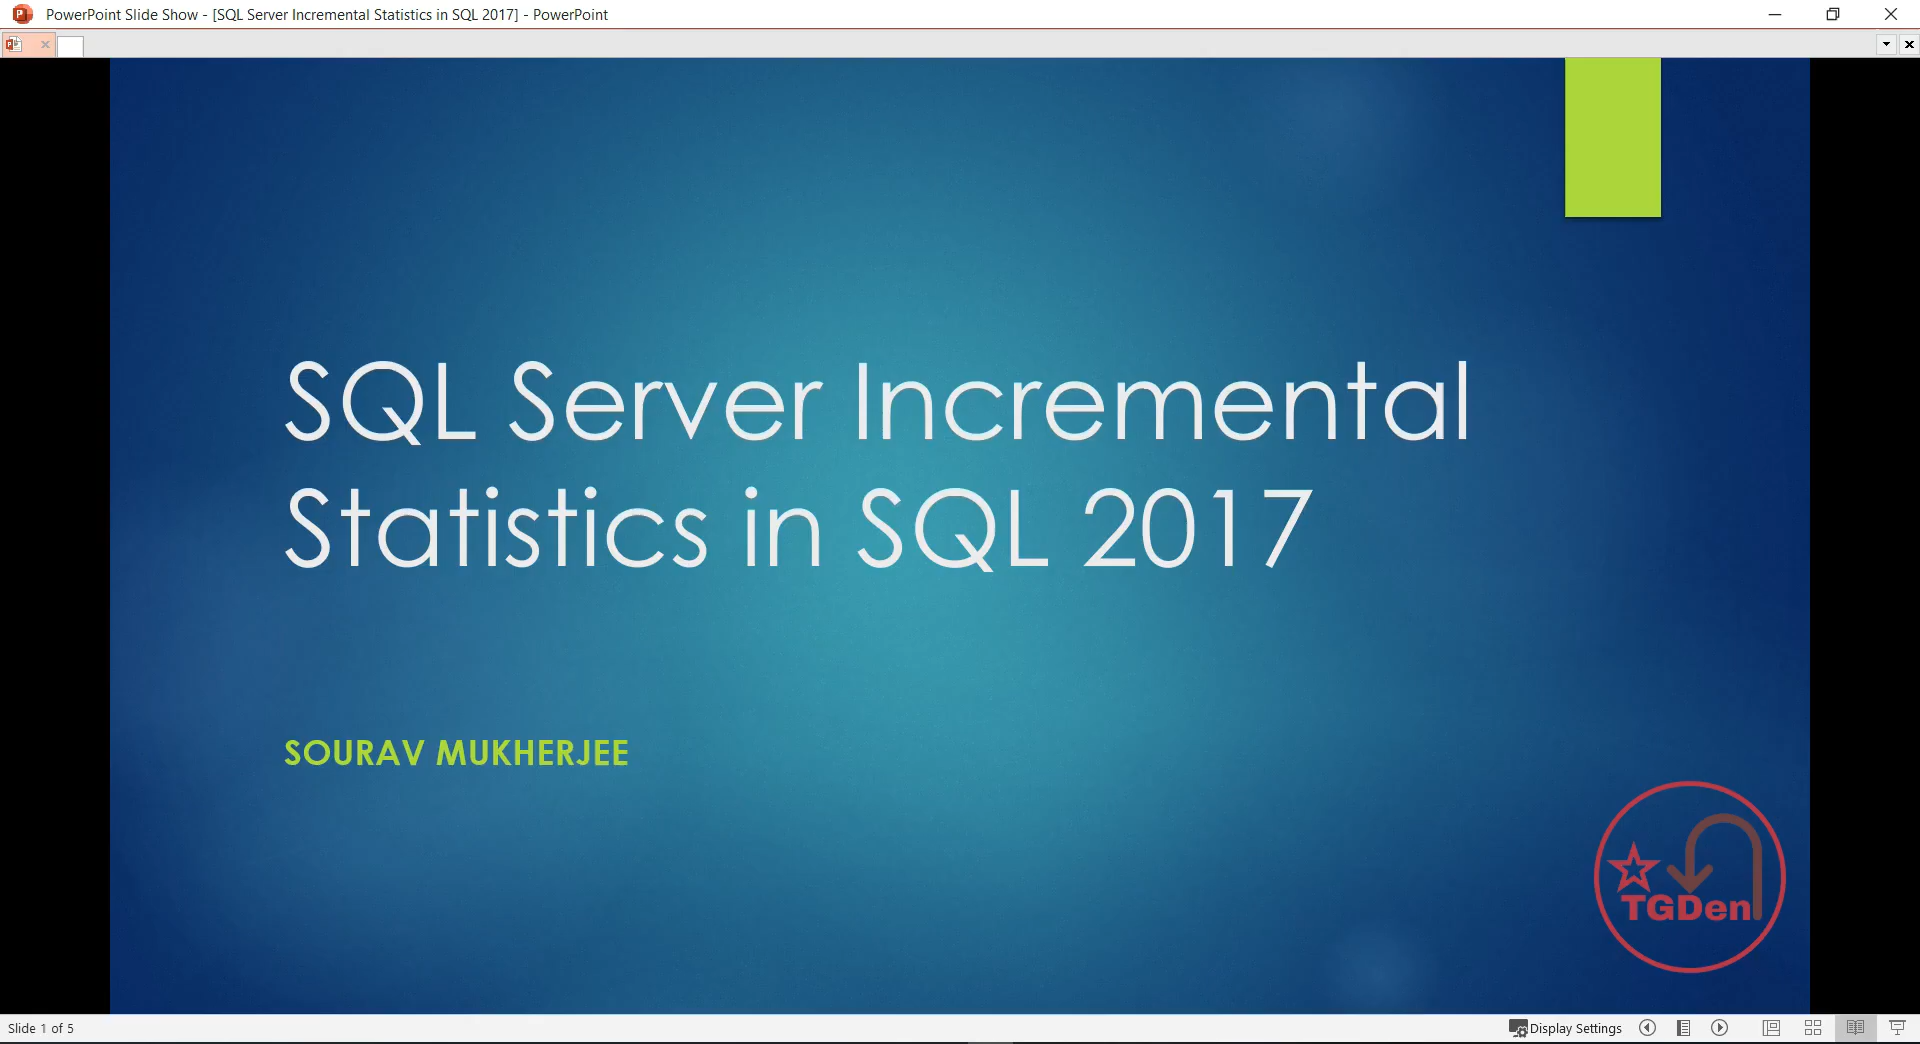 PowerPoint Slide Show - [SQL Server Incremental Statistics in SQL 2017] - PowerPoint
SQL Server Incremental
Statistics in SQL 2017
SOURAV MUKHERJEE
TGDen
Slide 1 of 5
Display Settings